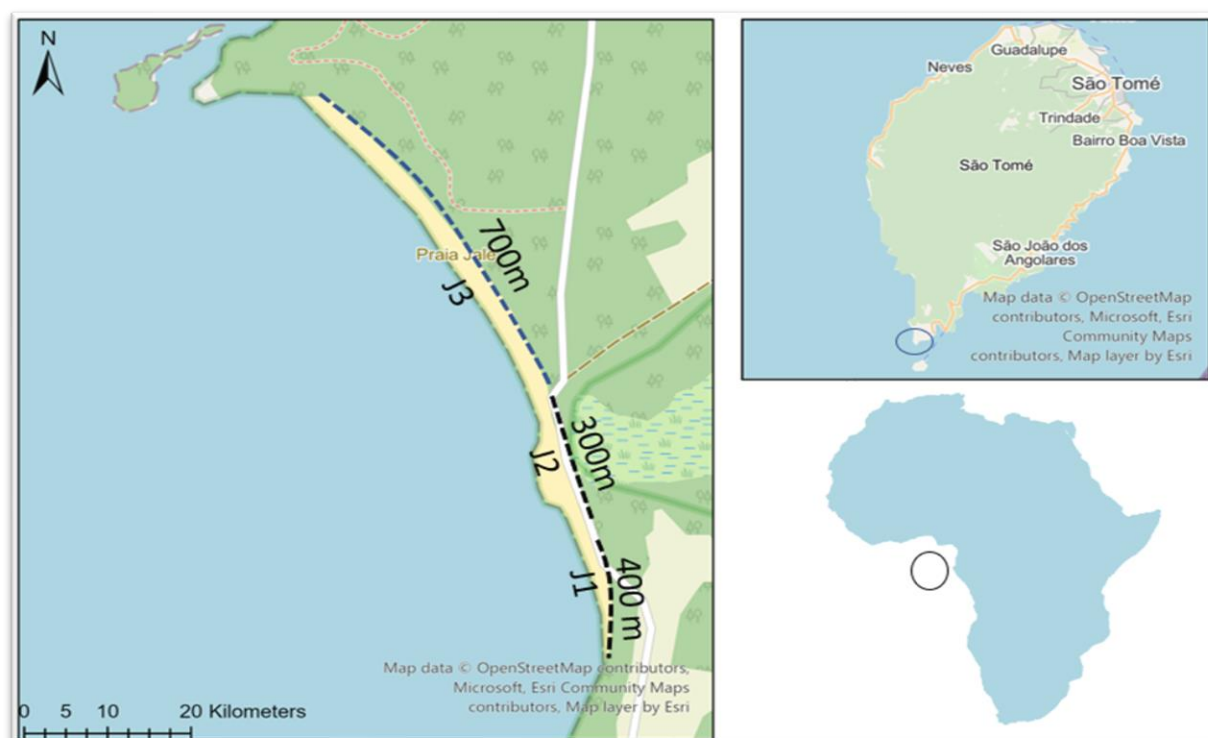 N
700m
Praia Jale
J3
300m
J2
J1
400 m
Map data © OpenStreetMap contributors,
Microsoft, Esri Community Maps
contributors, Map layer by Esri
0 5 10 20 Kilometers
Guadalupe
Neves
São Tomé
Trindade
Bairro Boa Vista
São Tomé
São João dos
Angolares
Map data © OpenStreetMap
contributors, Microsoft, Esri
Community Maps
contributors, Map layer by Esri